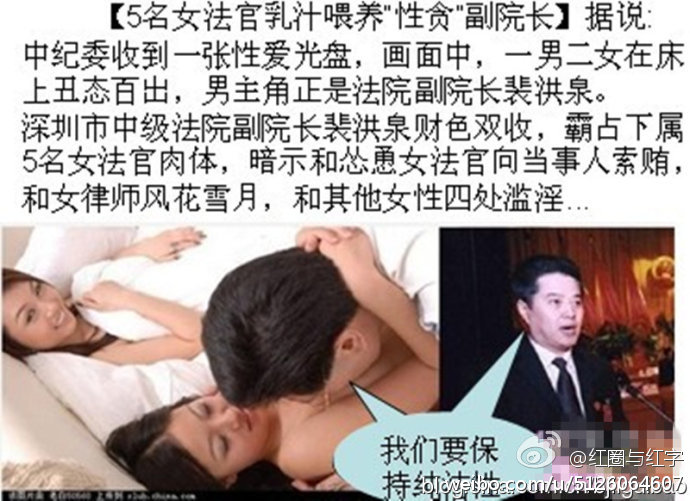 【5名女法官乳汁喂养"性贪"副院长】据说:
中纪委收到一张性爱光盘，画面中，一男二女在床
上丑态百出，男主角正是法院副院长裴洪泉。
深圳市中级法院副院长裴洪泉财色双收，霸占下属
5名女法官肉体，暗示和怂恿女法官向当事人索贿，
和女律师风花雪月，和其他女性四处滥淫...
我们要保
持纯洁性
@红圈与红字
weibo.com/u/5126064607